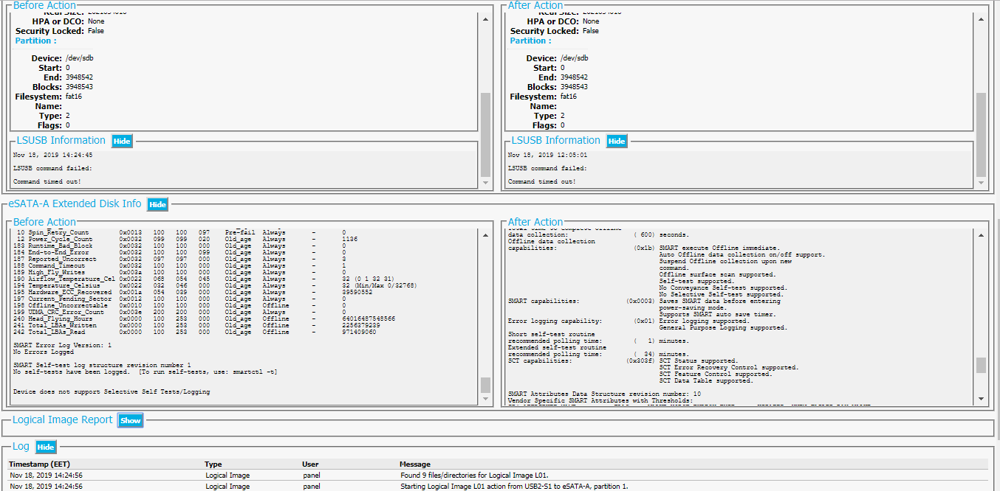 Before Action
HPA or DCO: None
Security Locked: False
Partition :
Device: /dev/sdb
Start: 0
End: 3948542
Blocks: 3948543
Filesystem: fat16
Name:
Type: 2
Flags: 0
LSUSB Information Hide
Nov 18, 2019 14:24:45
LSUSB command failed:
Command timed out!
After Action
HPA or DCO: None
Security Locked: False
Partition :
Device: /dev/sdb
Start: 0
End: 3948542
Blocks: 3948543
Filesystem: fat16
Name:
Type: 2
Flags: 0
LSUSB Information Hide
Nov 18, 2019 12:05:01
LSUSB command failed:
Command timed out!
eSATA-A Extended Disk Info Hide
Before Action
10 Spin_Retry_Count 0x0013 100 100 097 Pre-fail Always - 0
12 Power_Cycle_Count 0x0032 099 099 020 Old_age Always - 1136
183 Runtime_Bad_Block 0x0032 100 100 000 Old_age Always - 0
184 End-to-End_Error 0x0032 100 100 099 Old_age Always - 0
187 Reported_Uncorrect 0x0032 097 097 000 Old_age Always - 3
188 Command_Timeout 0x0032 100 100 000 Old_age Always - 1
189 High_Fly_Writes 0x003a 100 100 000 Old_age Always - 0
190 Airflow_Temperature_Cel 0x0022 068 054 045 Old_age Always - 32 (0 1 32 31)
194 Temperature_Celsius 0x0022 032 046 000 Old_age Always - 32 (Min/Max 0/32768)
195 Hardware_ECC_Recovered 0x001a 054 039 000 Old_age Always - 39590552
197 Current_Pending_Sector 0x0012 100 100 000 Old_age Always - 0
198 Offline_Uncorrectable 0x0010 100 100 000 Old_age Offline - 0
199 UDMA_CRC_Error_Count 0x003e 200 200 000 Old_age Always - 0
240 Head_Flying_Hours 0x0000 100 253 000 Old_age Offline - 64016487548566
241 Total_LBAs_Written 0x0000 100 253 000 Old_age Offline - 2256379239
242 Total_LBAs_Read 0x0000 100 253 000 Old_age Offline - 971409060
SMART Error Log Version: 1
No Errors Logged
SMART Self-test log structure revision number 1
No self-tests have been logged. [To run self-tests, use: smartctl -t]
Device does not support Selective Self Tests/Logging
After Action
data collection: ( 600) seconds.
Offline data collection
capabilities: (0x1b) SMART execute Offline immediate.
Auto Offline data collection on/off support.
Suspend Offline collection upon new
command.
Offline surface scan supported.
Self-test supported.
No Conveyance Self-test supported.
No Selective Self-test supported.
SMART capabilities: (0x0003) Saves SMART data before entering
power-saving mode.
Supports SMART auto save timer.
Error logging capability: (0x01) Error logging supported.
General Purpose Logging supported.
Short self-test routine
recommended polling time: ( 1) minutes.
Extended self-test routine
recommended polling time: ( 34) minutes.
SCT capabilities: (0x303f) SCT Status supported.
SCT Error Recovery Control supported.
SCT Feature Control supported.
SCT Data Table supported.
SMART Attributes Data Structure revision number: 10
Vendor Specific SMART Attributes with Thresholds:
Logical Image Report Show
Log Hide
Timestamp (EET) Type User Message
Nov 18, 2019 14:24:56 Logical Image panel Found 9 files/directories for Logical Image L01.
Nov 18, 2019 14:24:56 Logical Image panel Starting Logical Image L01 action from USB2-S1 to eSATA-A, partition 1.